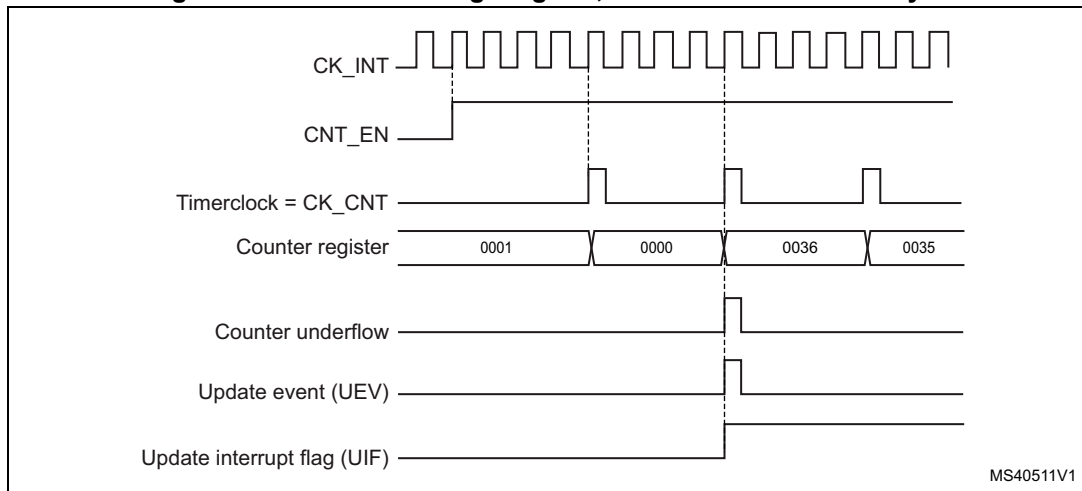 CK_INT
CNT_EN
Timerclock = CK_CNT
Counter register
0001 0000 0036 0035
Counter underflow
Update event (UEV)
Update interrupt flag (UIF)
MS40511V1